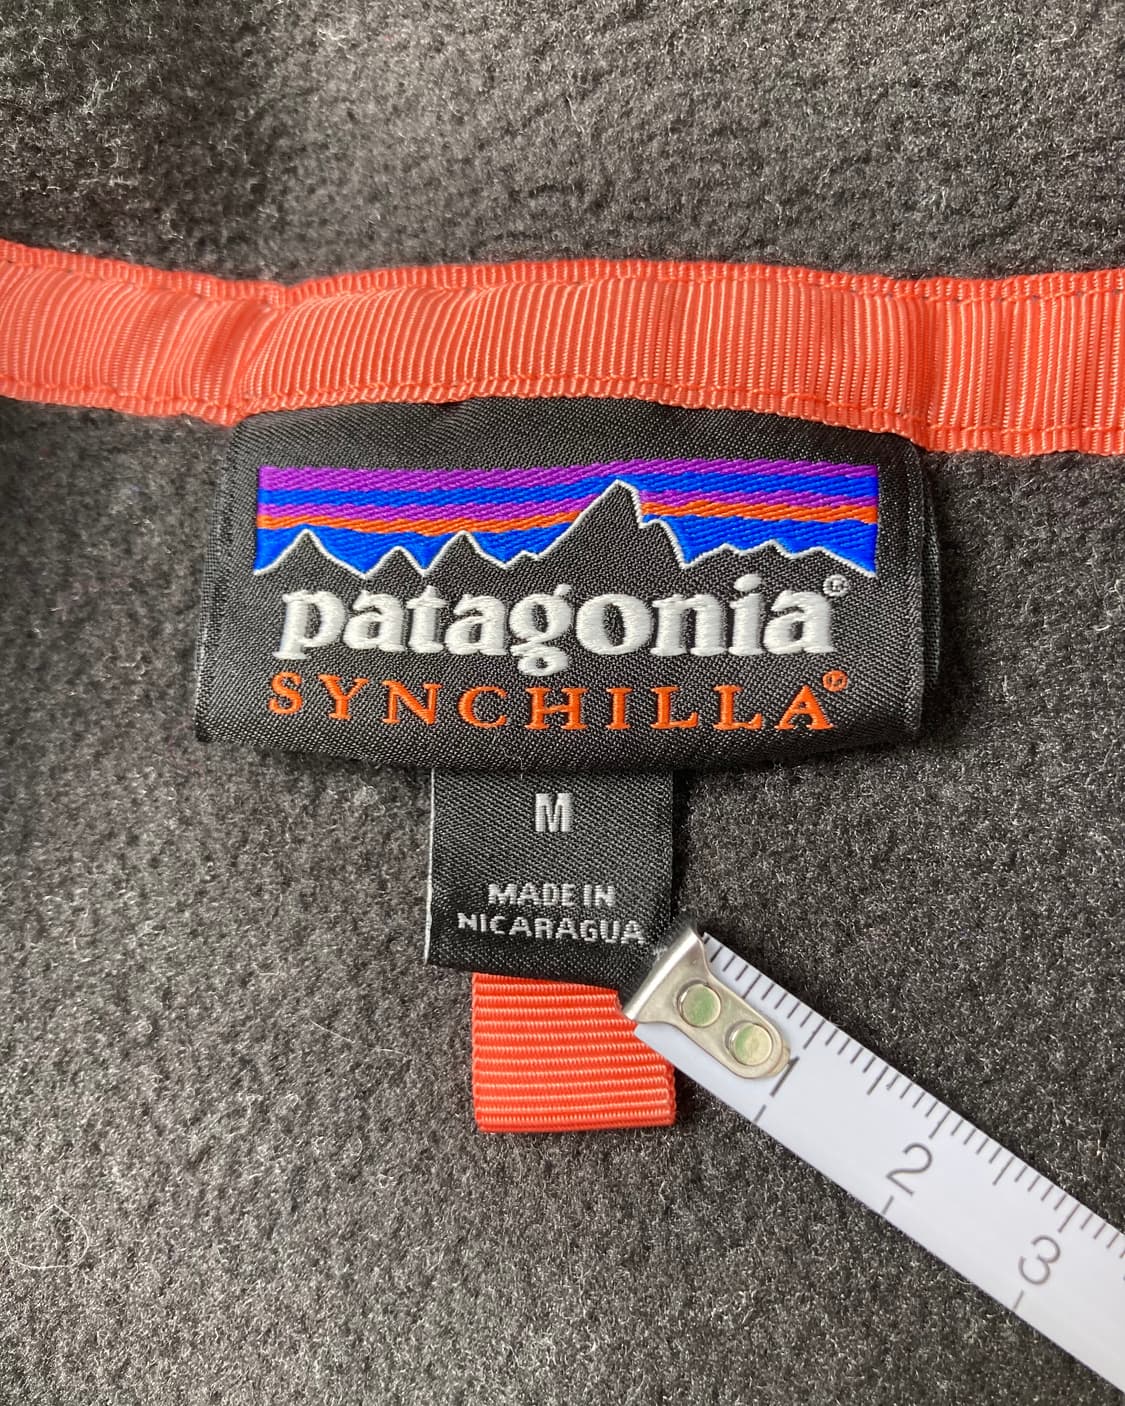 patagonia®
SYNCHILLA®
M
MADE IN
NICARAGUA
1
2
3